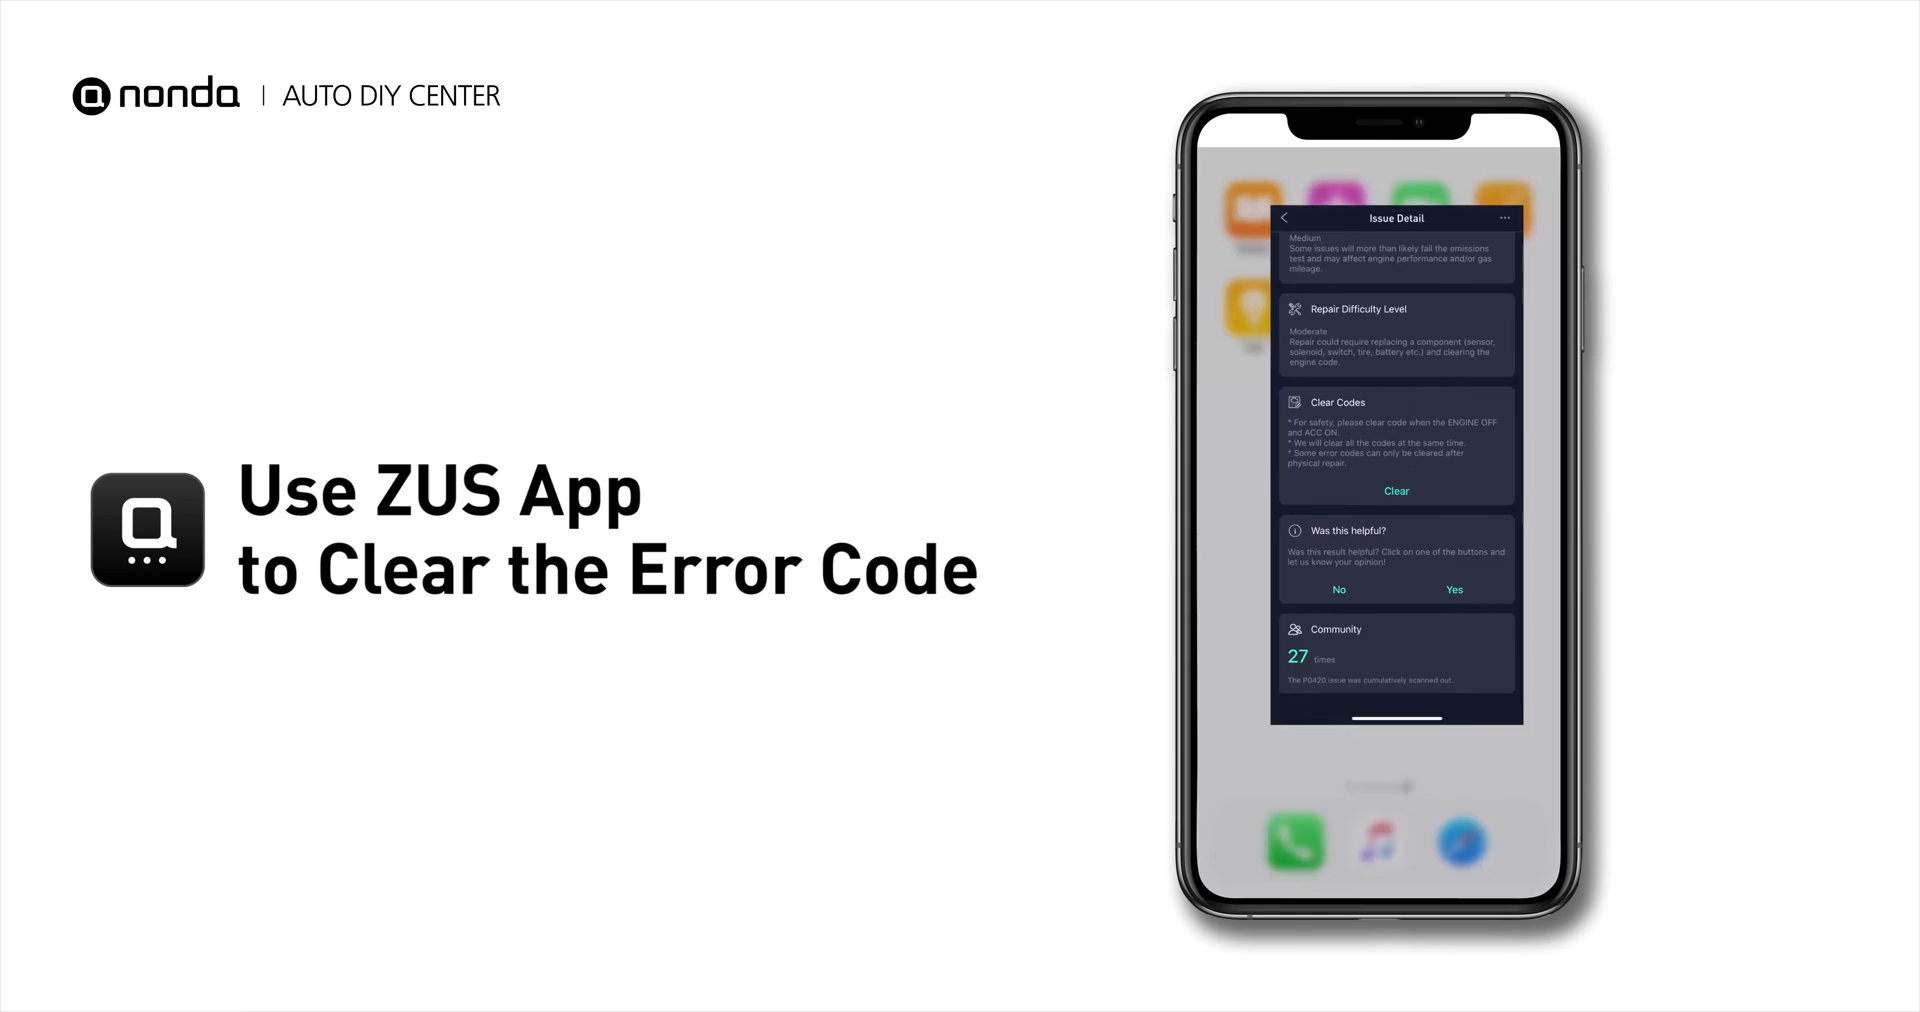 nonda | AUTO DIY CENTER
Use ZUS App
to Clear the Error Code
Issue Detail
Medium
Some issues will more than likely fail the emissions
test and may affect engine performance and/or gas
mileage.
Repair Difficulty Level
Moderate
Repair could require replacing a component (sensor,
solenoid, switch, tire, battery etc.) and clearing the
engine code.
Clear Codes
* For safety, please clear code when the ENGINE OFF
and ACC ON.
* We will clear all the codes at the same time.
* Some error codes can only be cleared after
physical repair.
Clear
Was this helpful?
Was this result helpful? Click on one of the buttons and
let us know your opinion!
No Yes
Community
27 times
The P0420 issue was cumulatively scanned out.